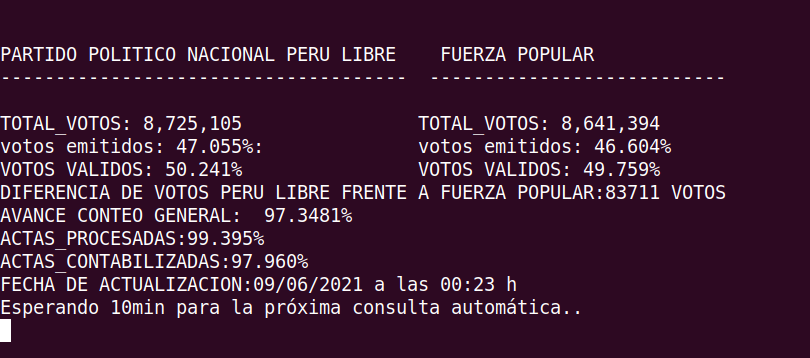 PARTIDO POLITICO NACIONAL PERU LIBRE    FUERZA POPULAR
-------------------------------------  ---------------------------
TOTAL_VOTOS: 8,725,105                TOTAL_VOTOS: 8,641,394
votos emitidos: 47.055%:              votos emitidos: 46.604%
VOTOS VALIDOS: 50.241%                VOTOS VALIDOS: 49.759%
DIFERENCIA DE VOTOS PERU LIBRE FRENTE A FUERZA POPULAR:83711 VOTOS
AVANCE CONTEO GENERAL:  97.3481%
ACTAS_PROCESADAS:99.395%
ACTAS_CONTABILIZADAS:97.960%
FECHA DE ACTUALIZACION:09/06/2021 a las 00:23 h
Esperando 10min para la próxima consulta automática..